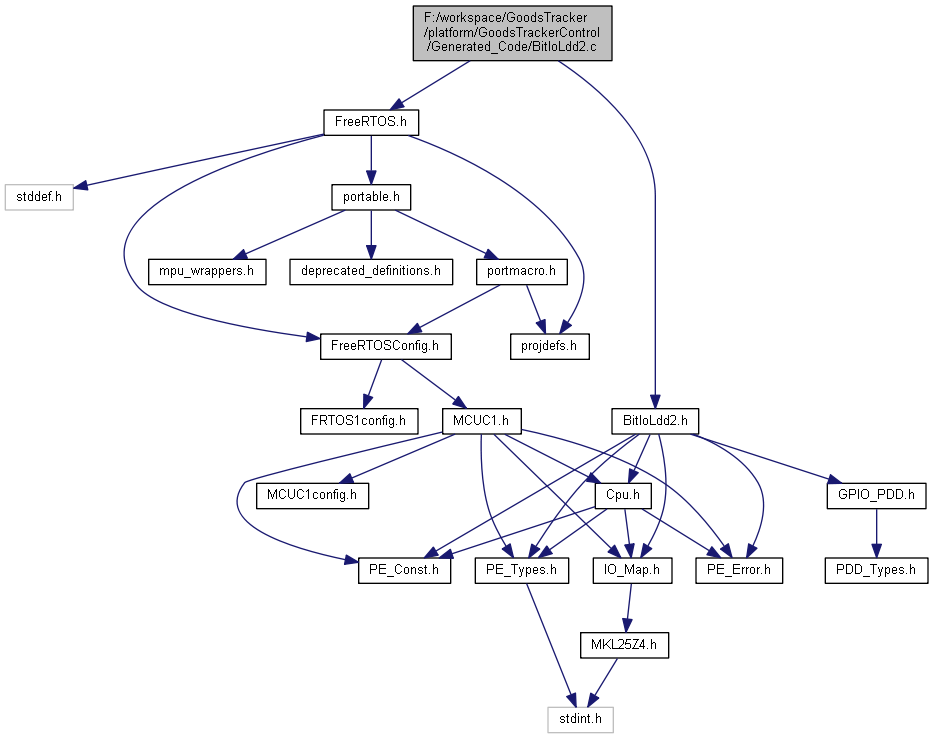 F:/workspace/GoodsTracker
/platform/GoodsTrackerControl
/Generated_Code/BitIoLdd2.c
FreeRTOS.h
stddef.h
portable.h
mpu_wrappers.h
deprecated_definitions.h
portmacro.h
FreeRTOSConfig.h
projdefs.h
FRTOS1config.h
MCUC1.h
BitIoLdd2.h
MCUC1config.h
Cpu.h
GPIO_PDD.h
PE_Const.h
PE_Types.h
IO_Map.h
PE_Error.h
PDD_Types.h
MKL25Z4.h
stdint.h